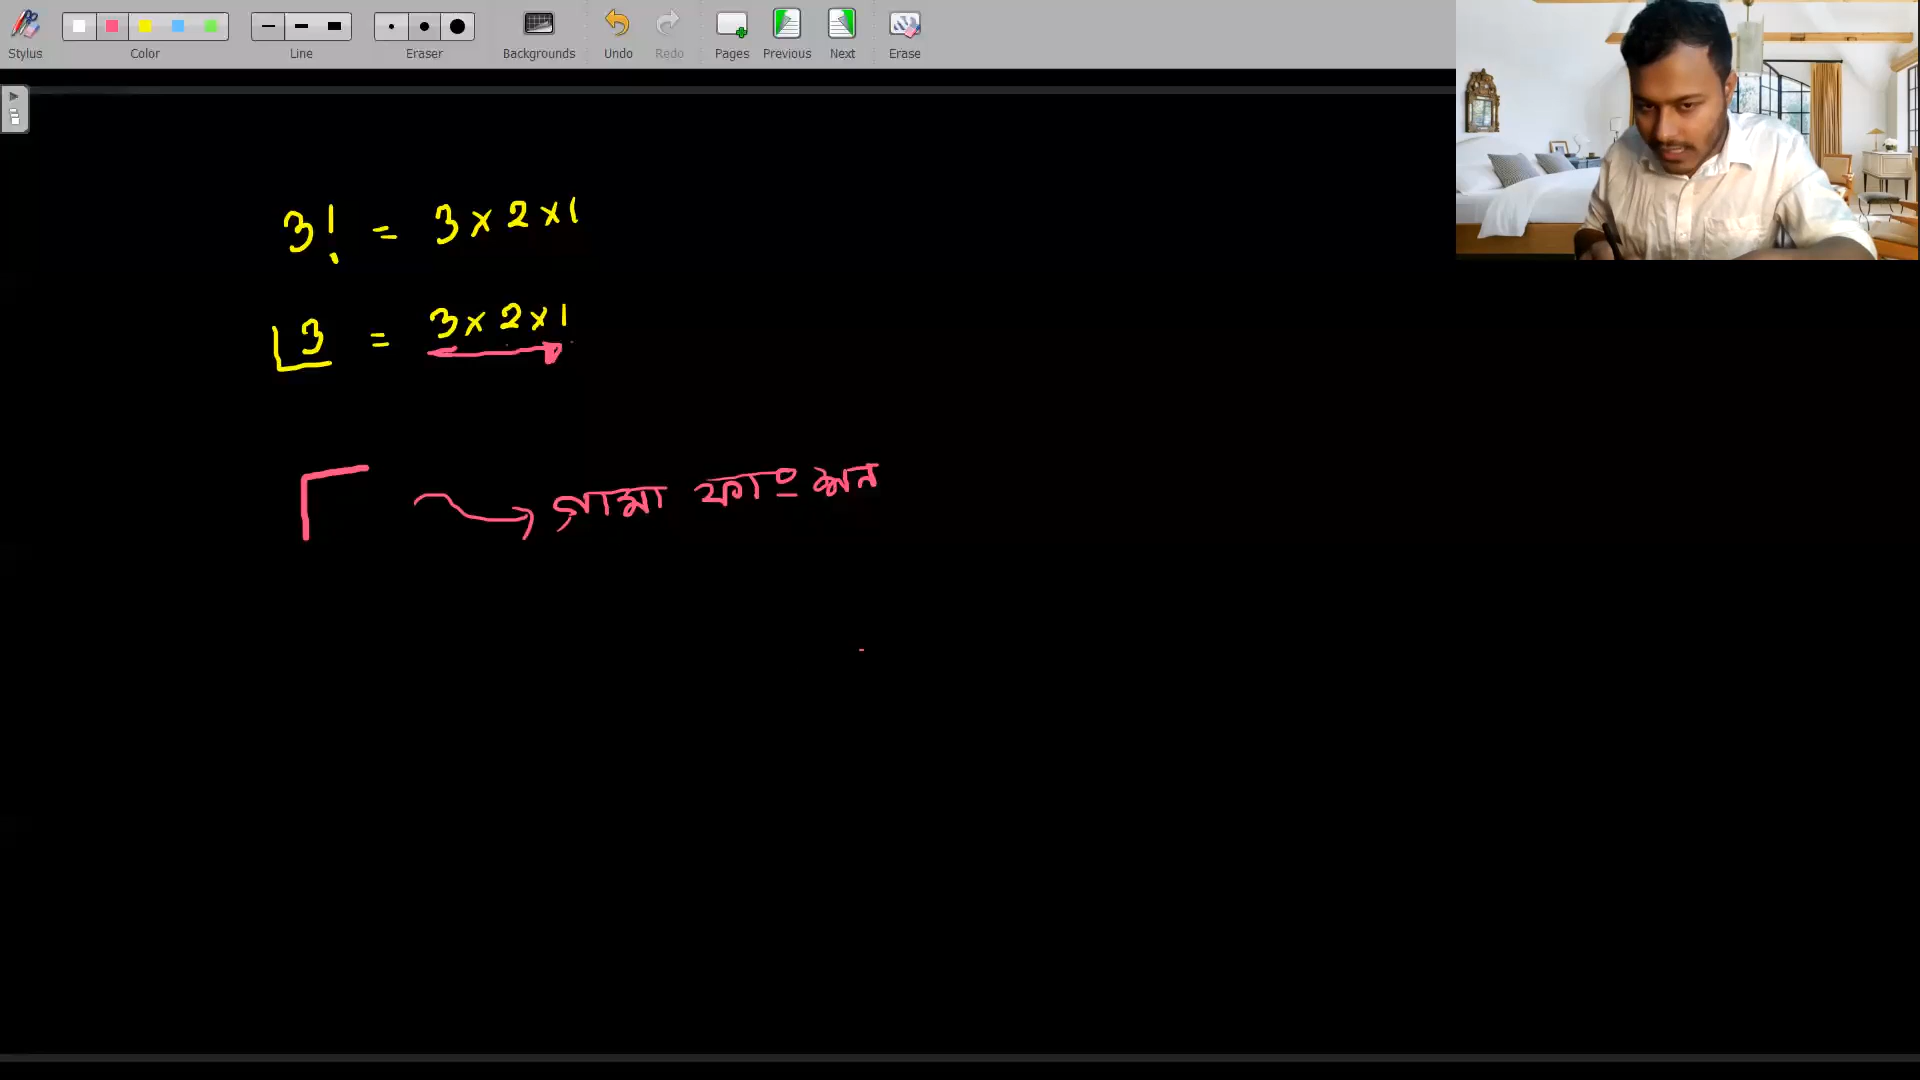 Stylus Color Line Eraser Backgrounds Undo Redo Pages Previous Next Erase
3! = 3 × 2 × 1
⌊3 = 3 × 2 × 1
Γ → গামা ফাংশন